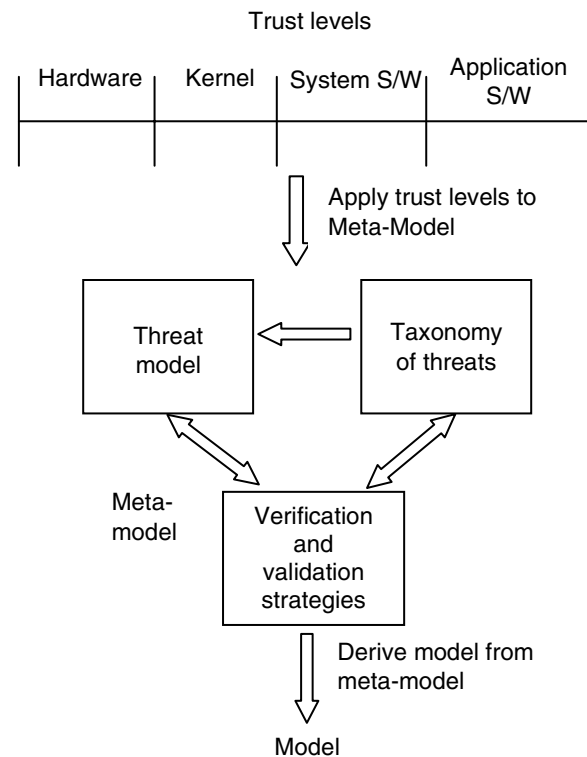 Trust levels
Hardware
Kernel
System S/W
Application
S/W
Apply trust levels to
Meta-Model
Threat
model
Taxonomy
of threats
Meta-
model
Verification
and
validation
strategies
Derive model from
meta-model
Model